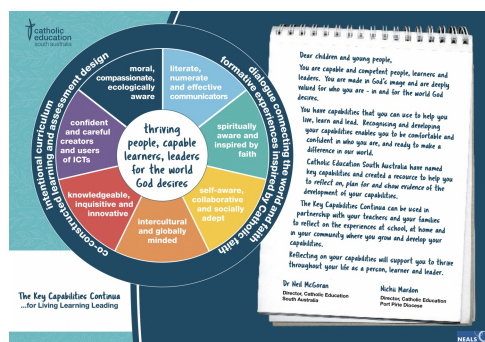 catholic
education
south australia
intentional curriculum
co-constructed learning and assessment design
dialogue connecting the world and faith
formative experiences inspired by Catholic faith
moral,
compassionate,
ecologically
aware
literate,
numerate
and effective
communicators
spiritually
aware and
inspired by
faith
self-aware,
collaborative
and socially
adept
intercultural
and globally
minded
knowledgeable,
inquisitive and
innovative
confident
and careful
creators
and users
of ICTs
thriving
people, capable
learners, leaders
for the world
God desires
The Key Capabilities Continua
...for Living Learning Leading
Dear children and young people,
You are capable and competent people, learners and
leaders. You are made in God's image and are deeply
valued for who you are - in and for the world God
desires.
You have capabilities that you can use to help you
live, learn and lead. Recognising and developing
your capabilities enables you to be comfortable and
confident in who you are, and ready to make a
difference in our world.
Catholic Education South Australia have named
key capabilities and created a resource to help you
to reflect on, plan for and show evidence of the
development of your capabilities.
The Key Capabilities Continua can be used in
partnership with your teachers and your families
to reflect on the experiences at school, at home and
in your community where you grow and develop your
capabilities.
Reflecting on your capabilities will support you to thrive
throughout your life as a person, learner and leader.
Dr Neil McGoran
Director, Catholic Education
South Australia
Nichii Mardon
Director, Catholic Education
Port Pirie Diocese
NEALS